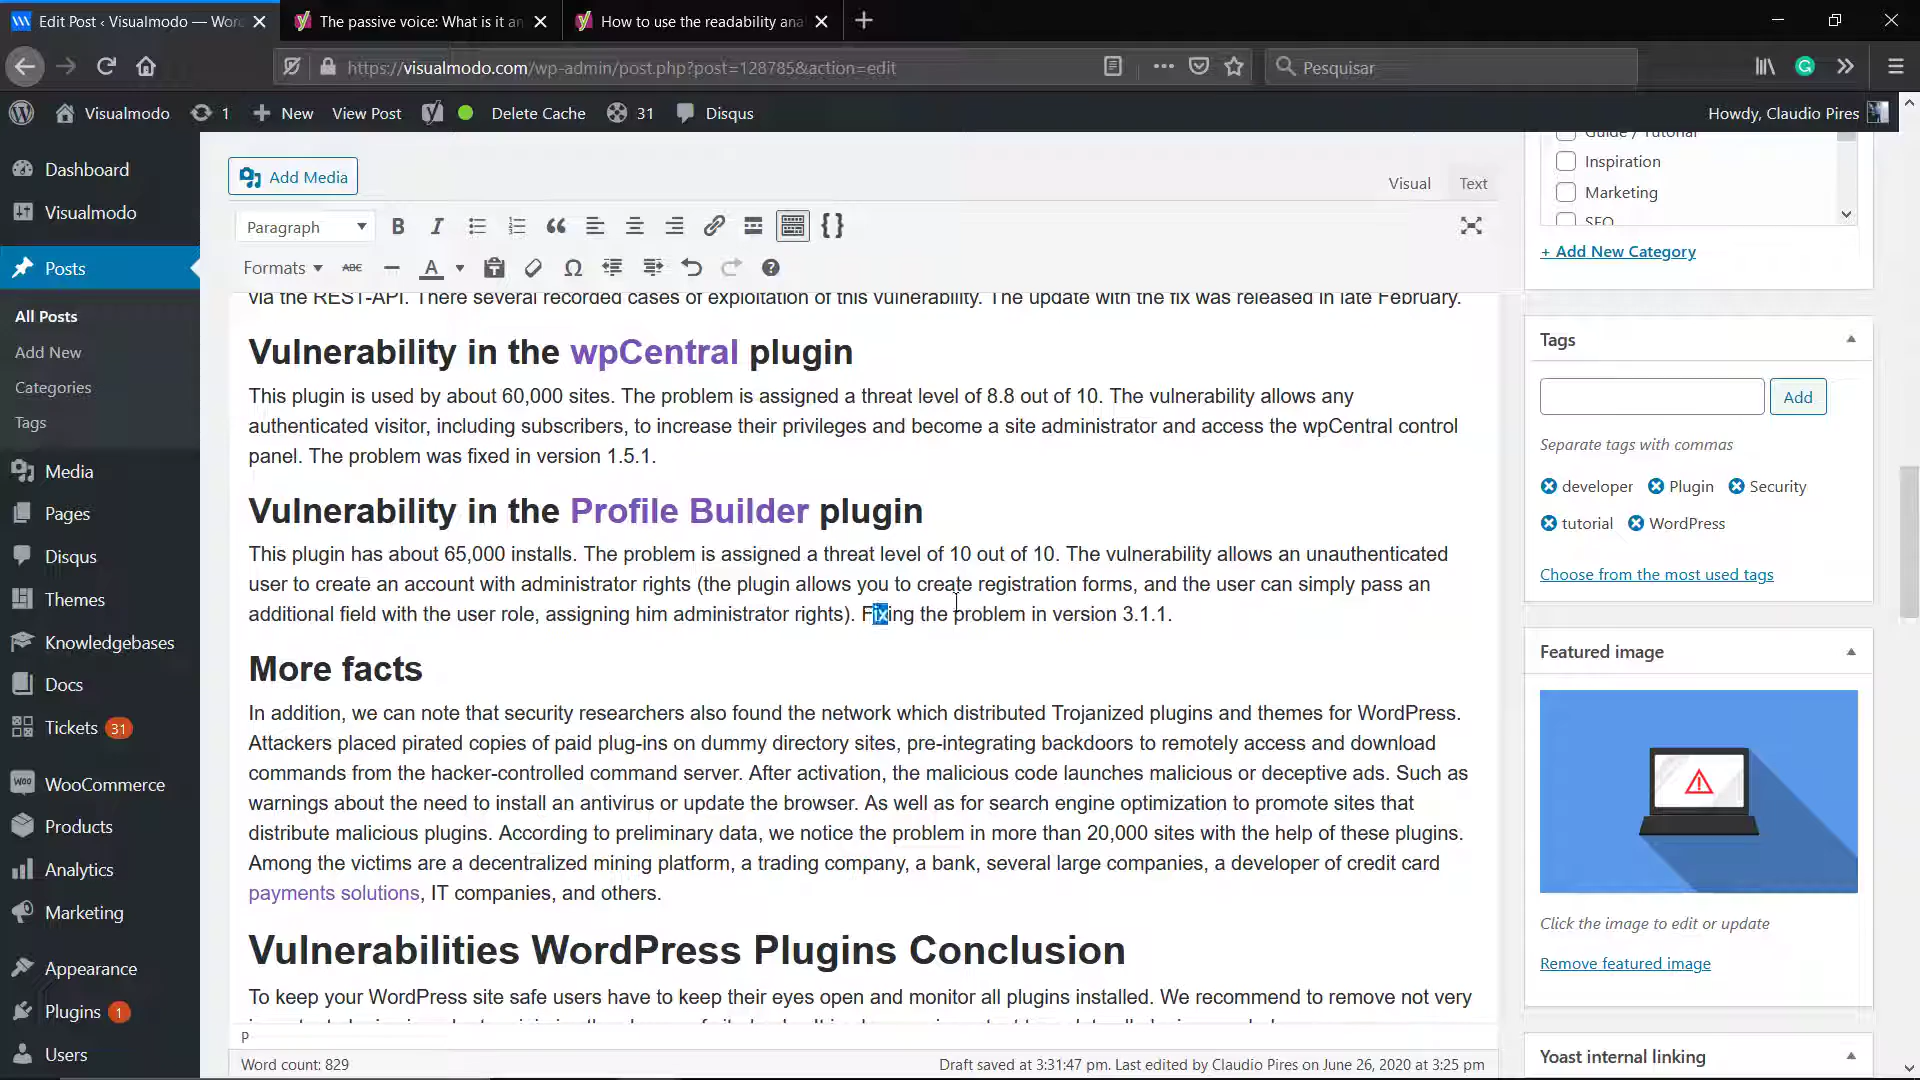 Edit Post ‹ Visualmodo — Wor
The passive voice: What is it an
How to use the readability ana
https://visualmodo.com/wp-admin/post.php?post=128785&action=edit
Pesquisar
Visualmodo
1
New
View Post
Delete Cache
31
Disqus
Howdy, Claudio Pires
Dashboard
Visualmodo
Posts
All Posts
Add New
Categories
Tags
Media
Pages
Disqus
Themes
Knowledgebases
Docs
Tickets 31
WooCommerce
Products
Analytics
Marketing
Appearance
Plugins 1
Users
Add Media
Visual
Text
Paragraph
B I
ABC
Formats
A
via the REST-API. There several recorded cases of exploitation of this vulnerability. The update with the fix was released in late February.
Vulnerability in the wpCentral plugin
This plugin is used by about 60,000 sites. The problem is assigned a threat level of 8.8 out of 10. The vulnerability allows any
authenticated visitor, including subscribers, to increase their privileges and become a site administrator and access the wpCentral control
panel. The problem was fixed in version 1.5.1.
Vulnerability in the Profile Builder plugin
This plugin has about 65,000 installs. The problem is assigned a threat level of 10 out of 10. The vulnerability allows an unauthenticated
user to create an account with administrator rights (the plugin allows you to create registration forms, and the user can simply pass an
additional field with the user role, assigning him administrator rights). Fixing the problem in version 3.1.1.
More facts
In addition, we can note that security researchers also found the network which distributed Trojanized plugins and themes for WordPress.
Attackers placed pirated copies of paid plug-ins on dummy directory sites, pre-integrating backdoors to remotely access and download
commands from the hacker-controlled command server. After activation, the malicious code launches malicious or deceptive ads. Such as
warnings about the need to install an antivirus or update the browser. As well as for search engine optimization to promote sites that
distribute malicious plugins. According to preliminary data, we notice the problem in more than 20,000 sites with the help of these plugins.
Among the victims are a decentralized mining platform, a trading company, a bank, several large companies, a developer of credit card
payments solutions, IT companies, and others.
Vulnerabilities WordPress Plugins Conclusion
To keep your WordPress site safe users have to keep their eyes open and monitor all plugins installed. We recommend to remove not very
P
Word count: 829
Draft saved at 3:31:47 pm. Last edited by Claudio Pires on June 26, 2020 at 3:25 pm
Guide / Tutorial
Inspiration
Marketing
SEO
+ Add New Category
Tags
Add
Separate tags with commas
developer
Plugin
Security
tutorial
WordPress
Choose from the most used tags
Featured image
Click the image to edit or update
Remove featured image
Yoast internal linking